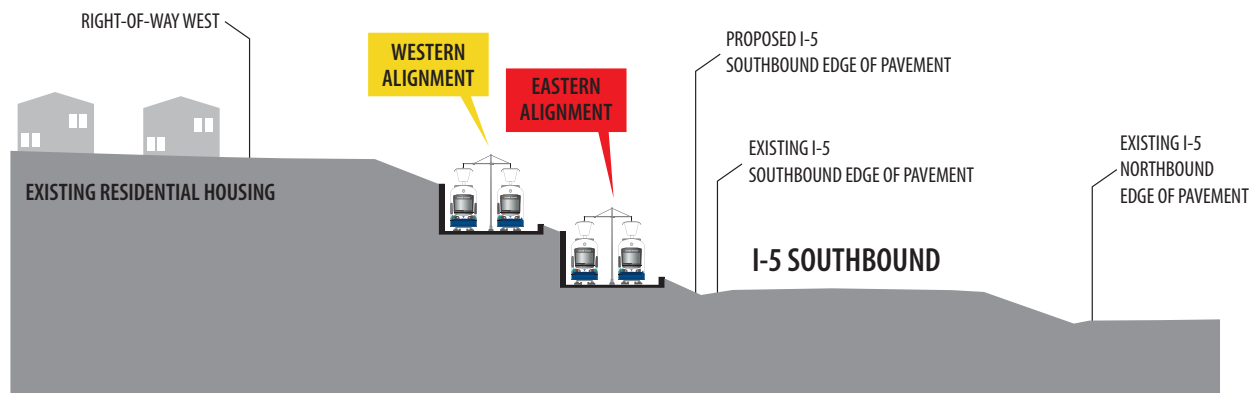 RIGHT-OF-WAY WEST
WESTERN
ALIGNMENT
EASTERN
ALIGNMENT
PROPOSED I-5
SOUTHBOUND EDGE OF PAVEMENT
EXISTING I-5
SOUTHBOUND EDGE OF PAVEMENT
EXISTING I-5
NORTHBOUND
EDGE OF PAVEMENT
EXISTING RESIDENTIAL HOUSING
I-5 SOUTHBOUND